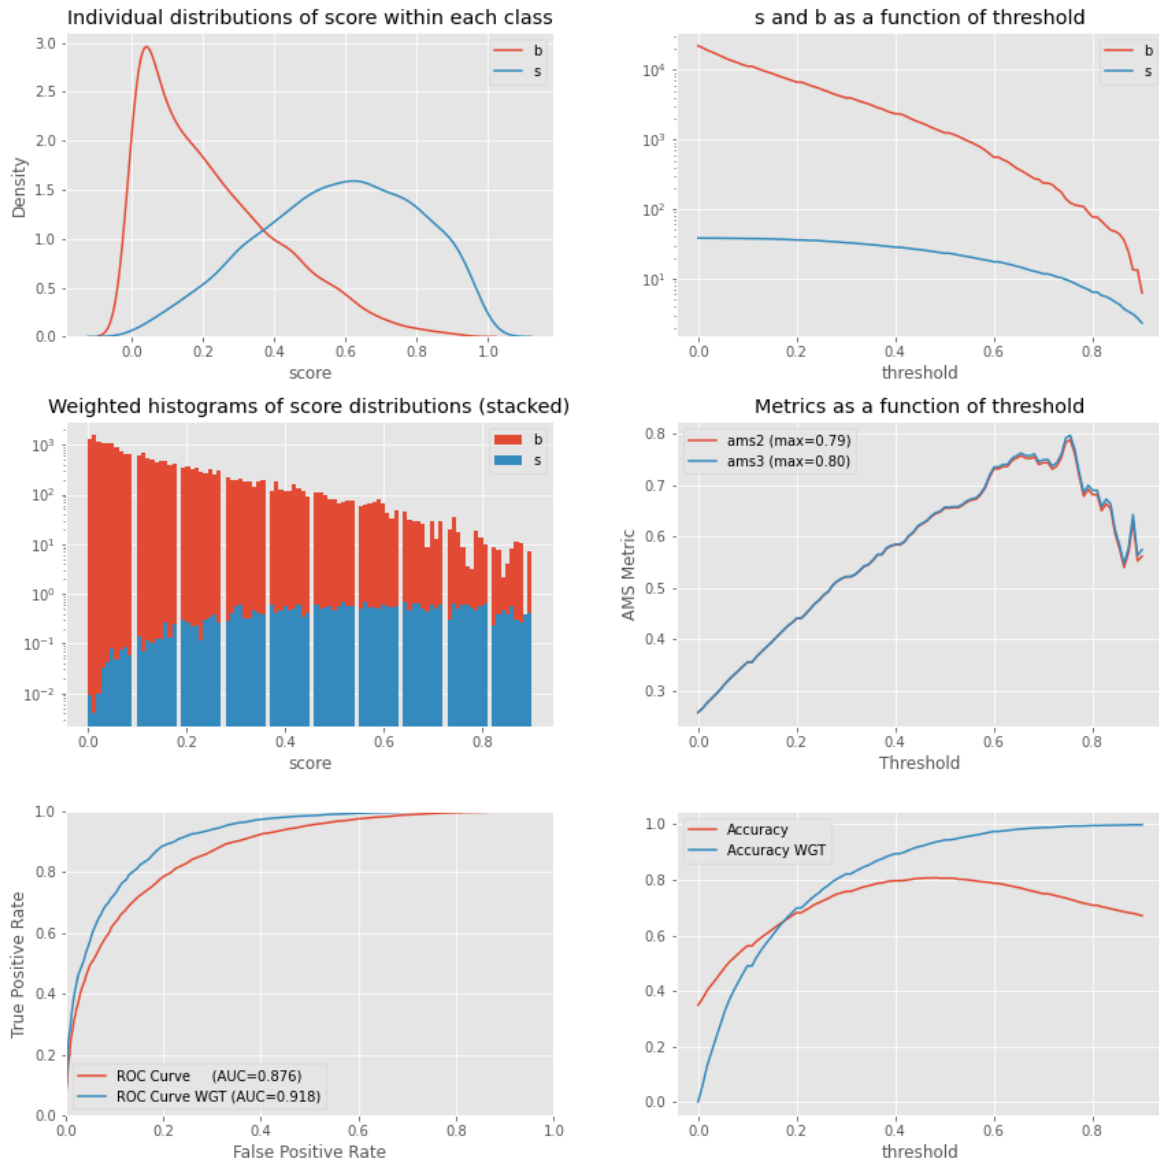 Individual distributions of score within each class
3.0
2.5
2.0
1.5
1.0
0.5
0.0
Density
b
s
0.0 0.2 0.4 0.6 0.8 1.0
score
s and b as a function of threshold
10⁴
10³
10²
10¹
b
s
0.0 0.2 0.4 0.6 0.8
threshold
Weighted histograms of score distributions (stacked)
10³
10²
10¹
10⁰
10⁻¹
10⁻²
b
s
0.0 0.2 0.4 0.6 0.8
score
Metrics as a function of threshold
0.8
0.7
0.6
0.5
0.4
0.3
AMS Metric
ams2 (max=0.79)
ams3 (max=0.80)
0.0 0.2 0.4 0.6 0.8
Threshold
1.0
0.8
0.6
0.4
0.2
0.0
True Positive Rate
ROC Curve (AUC=0.876)
ROC Curve WGT (AUC=0.918)
0.0 0.2 0.4 0.6 0.8 1.0
False Positive Rate
1.0
0.8
0.6
0.4
0.2
0.0
Accuracy
Accuracy WGT
0.0 0.2 0.4 0.6 0.8
threshold